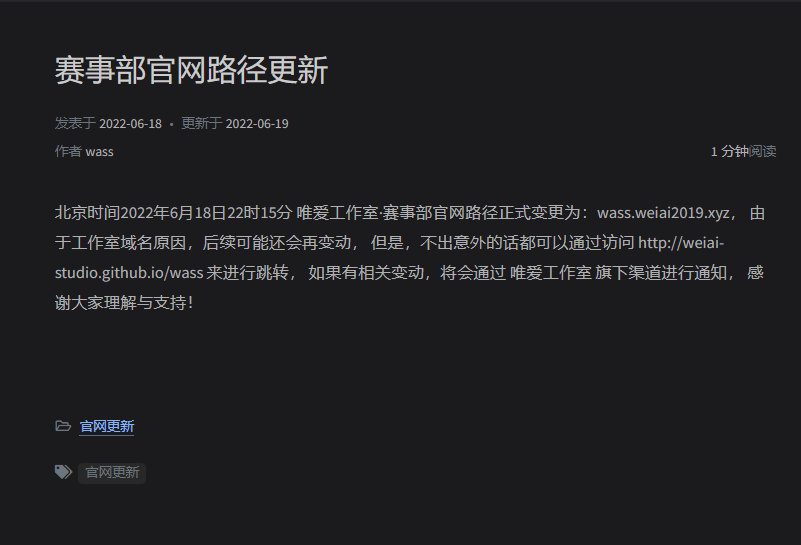 赛事部官网路径更新
发表于 2022-06-18 • 更新于 2022-06-19
作者 wass 1 分钟阅读
北京时间2022年6月18日22时15分 唯爱工作室·赛事部官网路径正式变更为：wass.weiai2019.xyz， 由
于工作室域名原因，后续可能还会再变动， 但是，不出意外的话都可以通过访问 http://weiai-
studio.github.io/wass 来进行跳转， 如果有相关变动，将会通过 唯爱工作室 旗下渠道进行通知， 感
谢大家理解与支持！
官网更新
官网更新